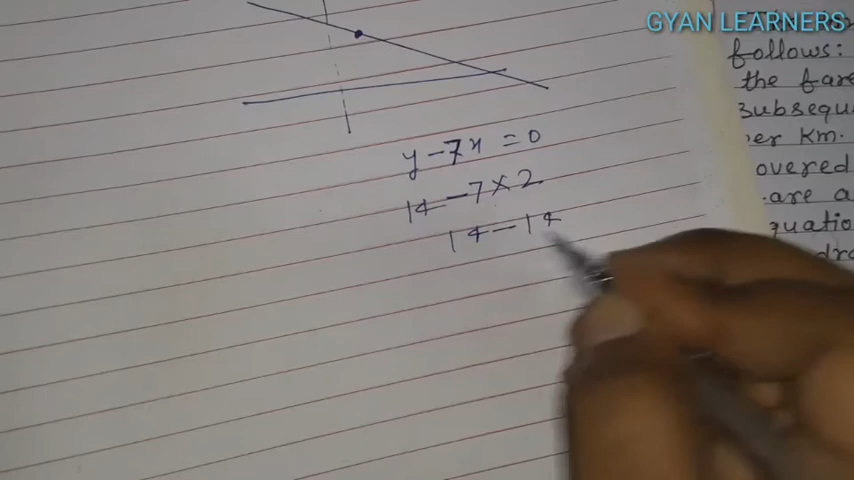 GYAN LEARNERS
follows:
the fare
subsequ
er km.
overed
are a
quatio
y - 7x = 0
14 - 7 × 2
14 - 14